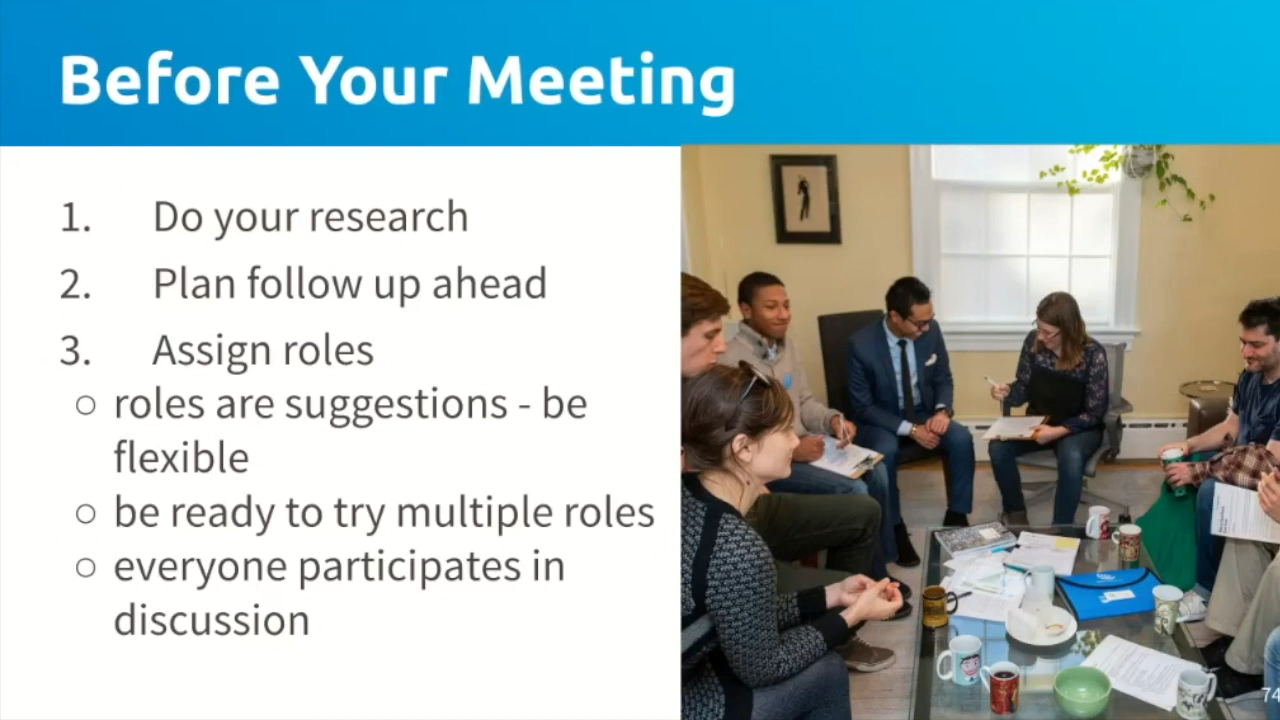 Before Your Meeting
1. Do your research
2. Plan follow up ahead
3. Assign roles
○ roles are suggestions - be
flexible
○ be ready to try multiple roles
○ everyone participates in
discussion
74